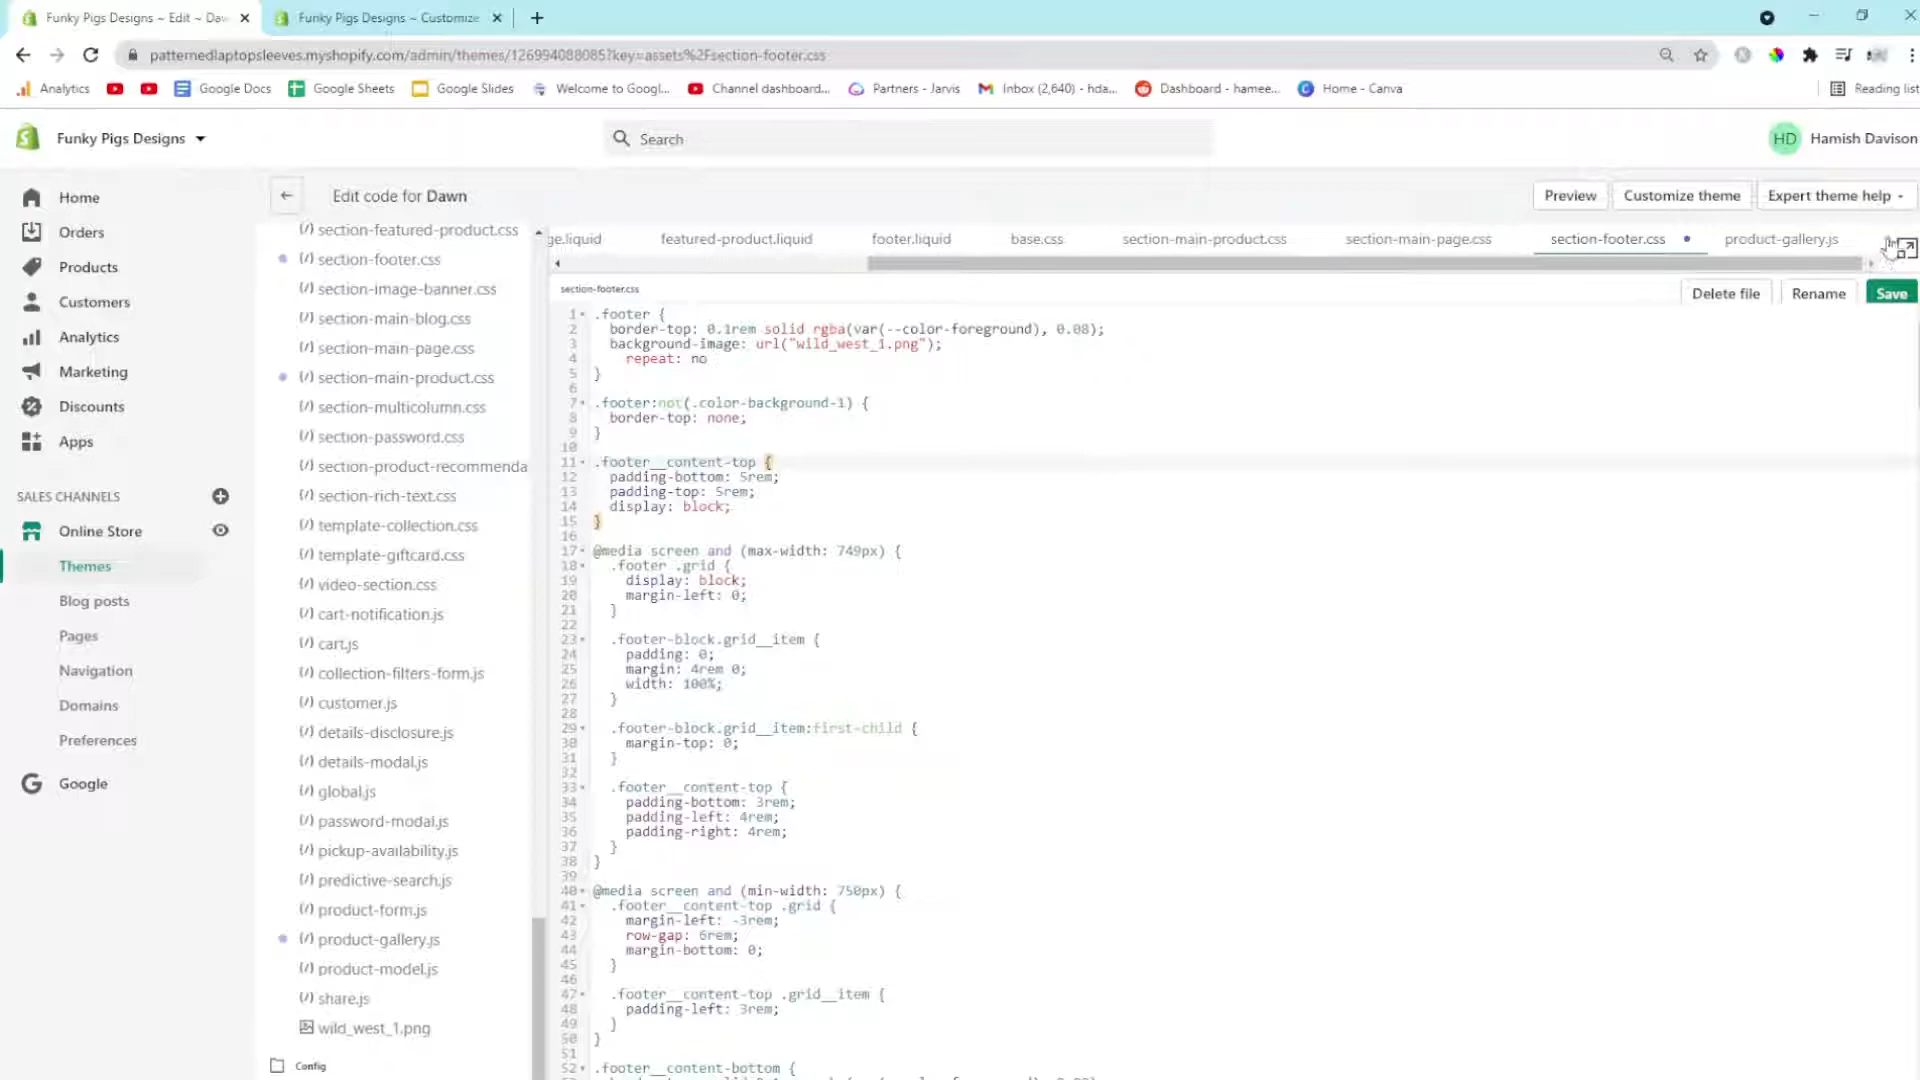 Funky Pigs Designs ~ Edit ~ Daw
Funky Pigs Designs ~ Customize
patternedlaptopsleeves.myshopify.com/admin/themes/126994088085?key=assets%2Fsection-footer.css
Analytics
Google Docs
Google Sheets
Google Slides
Welcome to Googl...
Channel dashboard...
Partners - Jarvis
Inbox (2,640) - hda...
Dashboard - hamee...
Home - Canva
Reading list
Funky Pigs Designs
Search
HD
Hamish Davison
Home
Orders
Products
Customers
Analytics
Marketing
Discounts
Apps
SALES CHANNELS
Online Store
Themes
Blog posts
Pages
Navigation
Domains
Preferences
Google
Edit code for Dawn
Preview
Customize theme
Expert theme help
{/} section-featured-product.css
{/} section-footer.css
{/} section-image-banner.css
{/} section-main-blog.css
{/} section-main-page.css
{/} section-main-product.css
{/} section-multicolumn.css
{/} section-password.css
{/} section-product-recommenda
{/} section-rich-text.css
{/} template-collection.css
{/} template-giftcard.css
{/} video-section.css
{/} cart-notification.js
{/} cart.js
{/} collection-filters-form.js
{/} customer.js
{/} details-disclosure.js
{/} details-modal.js
{/} global.js
{/} password-modal.js
{/} pickup-availability.js
{/} predictive-search.js
{/} product-form.js
{/} product-gallery.js
{/} product-model.js
{/} share.js
wild_west_1.png
Config
ge.liquid
featured-product.liquid
footer.liquid
base.css
section-main-product.css
section-main-page.css
section-footer.css
product-gallery.js
section-footer.css
Delete file
Rename
Save
1 .footer {
2 border-top: 0.1rem solid rgba(var(--color-foreground), 0.08);
3 background-image: url("wild_west_1.png");
4 repeat: no
5 }
6
7 .footer:not(.color-background-1) {
8 border-top: none;
9 }
10
11 .footer__content-top {
12 padding-bottom: 5rem;
13 padding-top: 5rem;
14 display: block;
15 }
16
17 @media screen and (max-width: 749px) {
18 .footer .grid {
19 display: block;
20 margin-left: 0;
21 }
22
23 .footer-block.grid__item {
24 padding: 0;
25 margin: 4rem 0;
26 width: 100%;
27 }
28
29 .footer-block.grid__item:first-child {
30 margin-top: 0;
31 }
32
33 .footer__content-top {
34 padding-bottom: 3rem;
35 padding-left: 4rem;
36 padding-right: 4rem;
37 }
38 }
39
40 @media screen and (min-width: 750px) {
41 .footer__content-top .grid {
42 margin-left: -3rem;
43 row-gap: 6rem;
44 margin-bottom: 0;
45 }
46
47 .footer__content-top .grid__item {
48 padding-left: 3rem;
49 }
50 }
51
52 .footer__content-bottom {